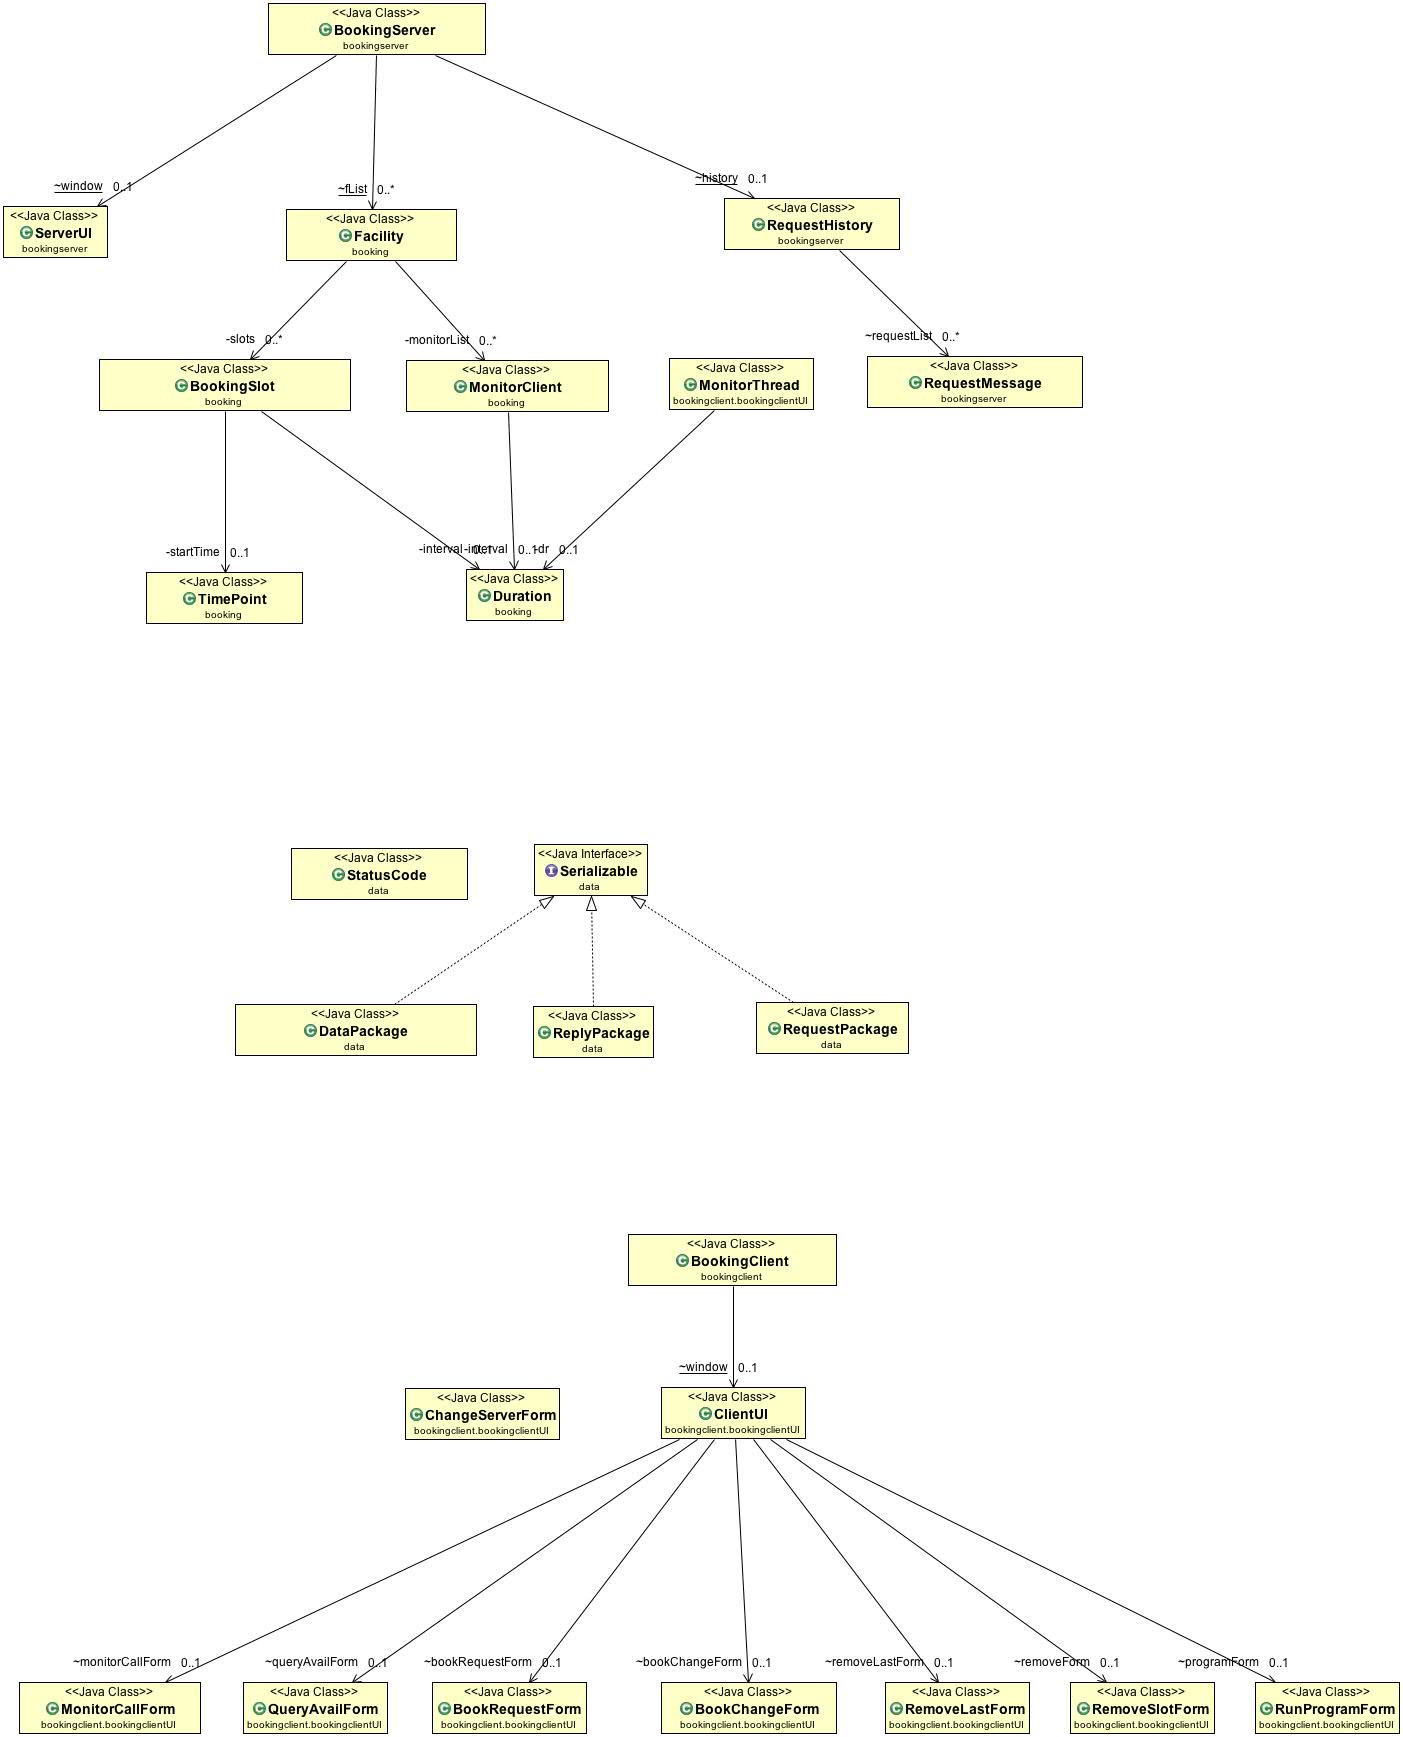 <<Java Class>>
BookingServer
bookingserver
~window 0..1
~fList 0..*
~history 0..1
<<Java Class>>
ServerUI
bookingserver
<<Java Class>>
Facility
booking
<<Java Class>>
RequestHistory
bookingserver
-slots 0..*
-monitorList 0..*
~requestList 0..*
<<Java Class>>
BookingSlot
booking
<<Java Class>>
MonitorClient
booking
<<Java Class>>
MonitorThread
bookingclient.bookingclientUI
<<Java Class>>
RequestMessage
bookingserver
-startTime 0..1
-interval 0..1
-interval 0..1
-dr 0..1
<<Java Class>>
TimePoint
booking
<<Java Class>>
Duration
booking
<<Java Class>>
StatusCode
data
<<Java Interface>>
Serializable
data
<<Java Class>>
DataPackage
data
<<Java Class>>
ReplyPackage
data
<<Java Class>>
RequestPackage
data
<<Java Class>>
BookingClient
bookingclient
~window 0..1
<<Java Class>>
ChangeServerForm
bookingclient.bookingclientUI
<<Java Class>>
ClientUI
bookingclient.bookingclientUI
~monitorCallForm 0..1
~queryAvailForm 0..1
~bookRequestForm 0..1
~bookChangeForm 0..1
~removeLastForm 0..1
~removeForm 0..1
~programForm 0..1
<<Java Class>>
MonitorCallForm
bookingclient.bookingclientUI
<<Java Class>>
QueryAvailForm
bookingclient.bookingclientUI
<<Java Class>>
BookRequestForm
bookingclient.bookingclientUI
<<Java Class>>
BookChangeForm
bookingclient.bookingclientUI
<<Java Class>>
RemoveLastForm
bookingclient.bookingclientUI
<<Java Class>>
RemoveSlotForm
bookingclient.bookingclientUI
<<Java Class>>
RunProgramForm
bookingclient.bookingclientUI